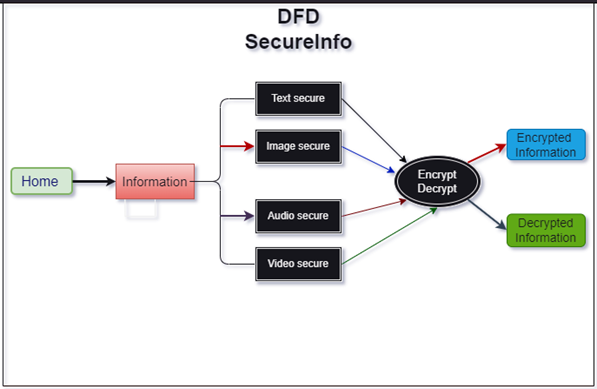 DFD
SecureInfo
Text secure
Image secure
Home
Information
Audio secure
Video secure
Encrypt
Decrypt
Encrypted
Information
Decrypted
Information